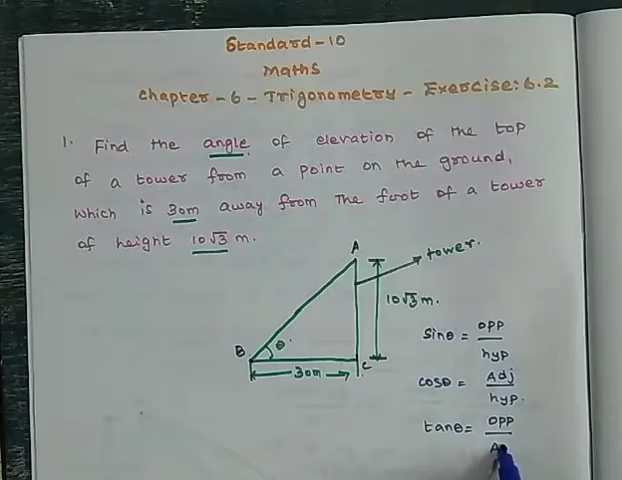 Standard-10
Maths
Chapter-6-Trigonometry-Exercise:6.2
1. Find the angle of elevation of the top
of a tower from a point on the ground,
which is 30m away from the foot of a tower
of height 10√3 m.
A
tower.
10√3 m.
B
θ
C
30m
sinθ = opp/hyp
cosθ = Adj/hyp.
tanθ = opp/A